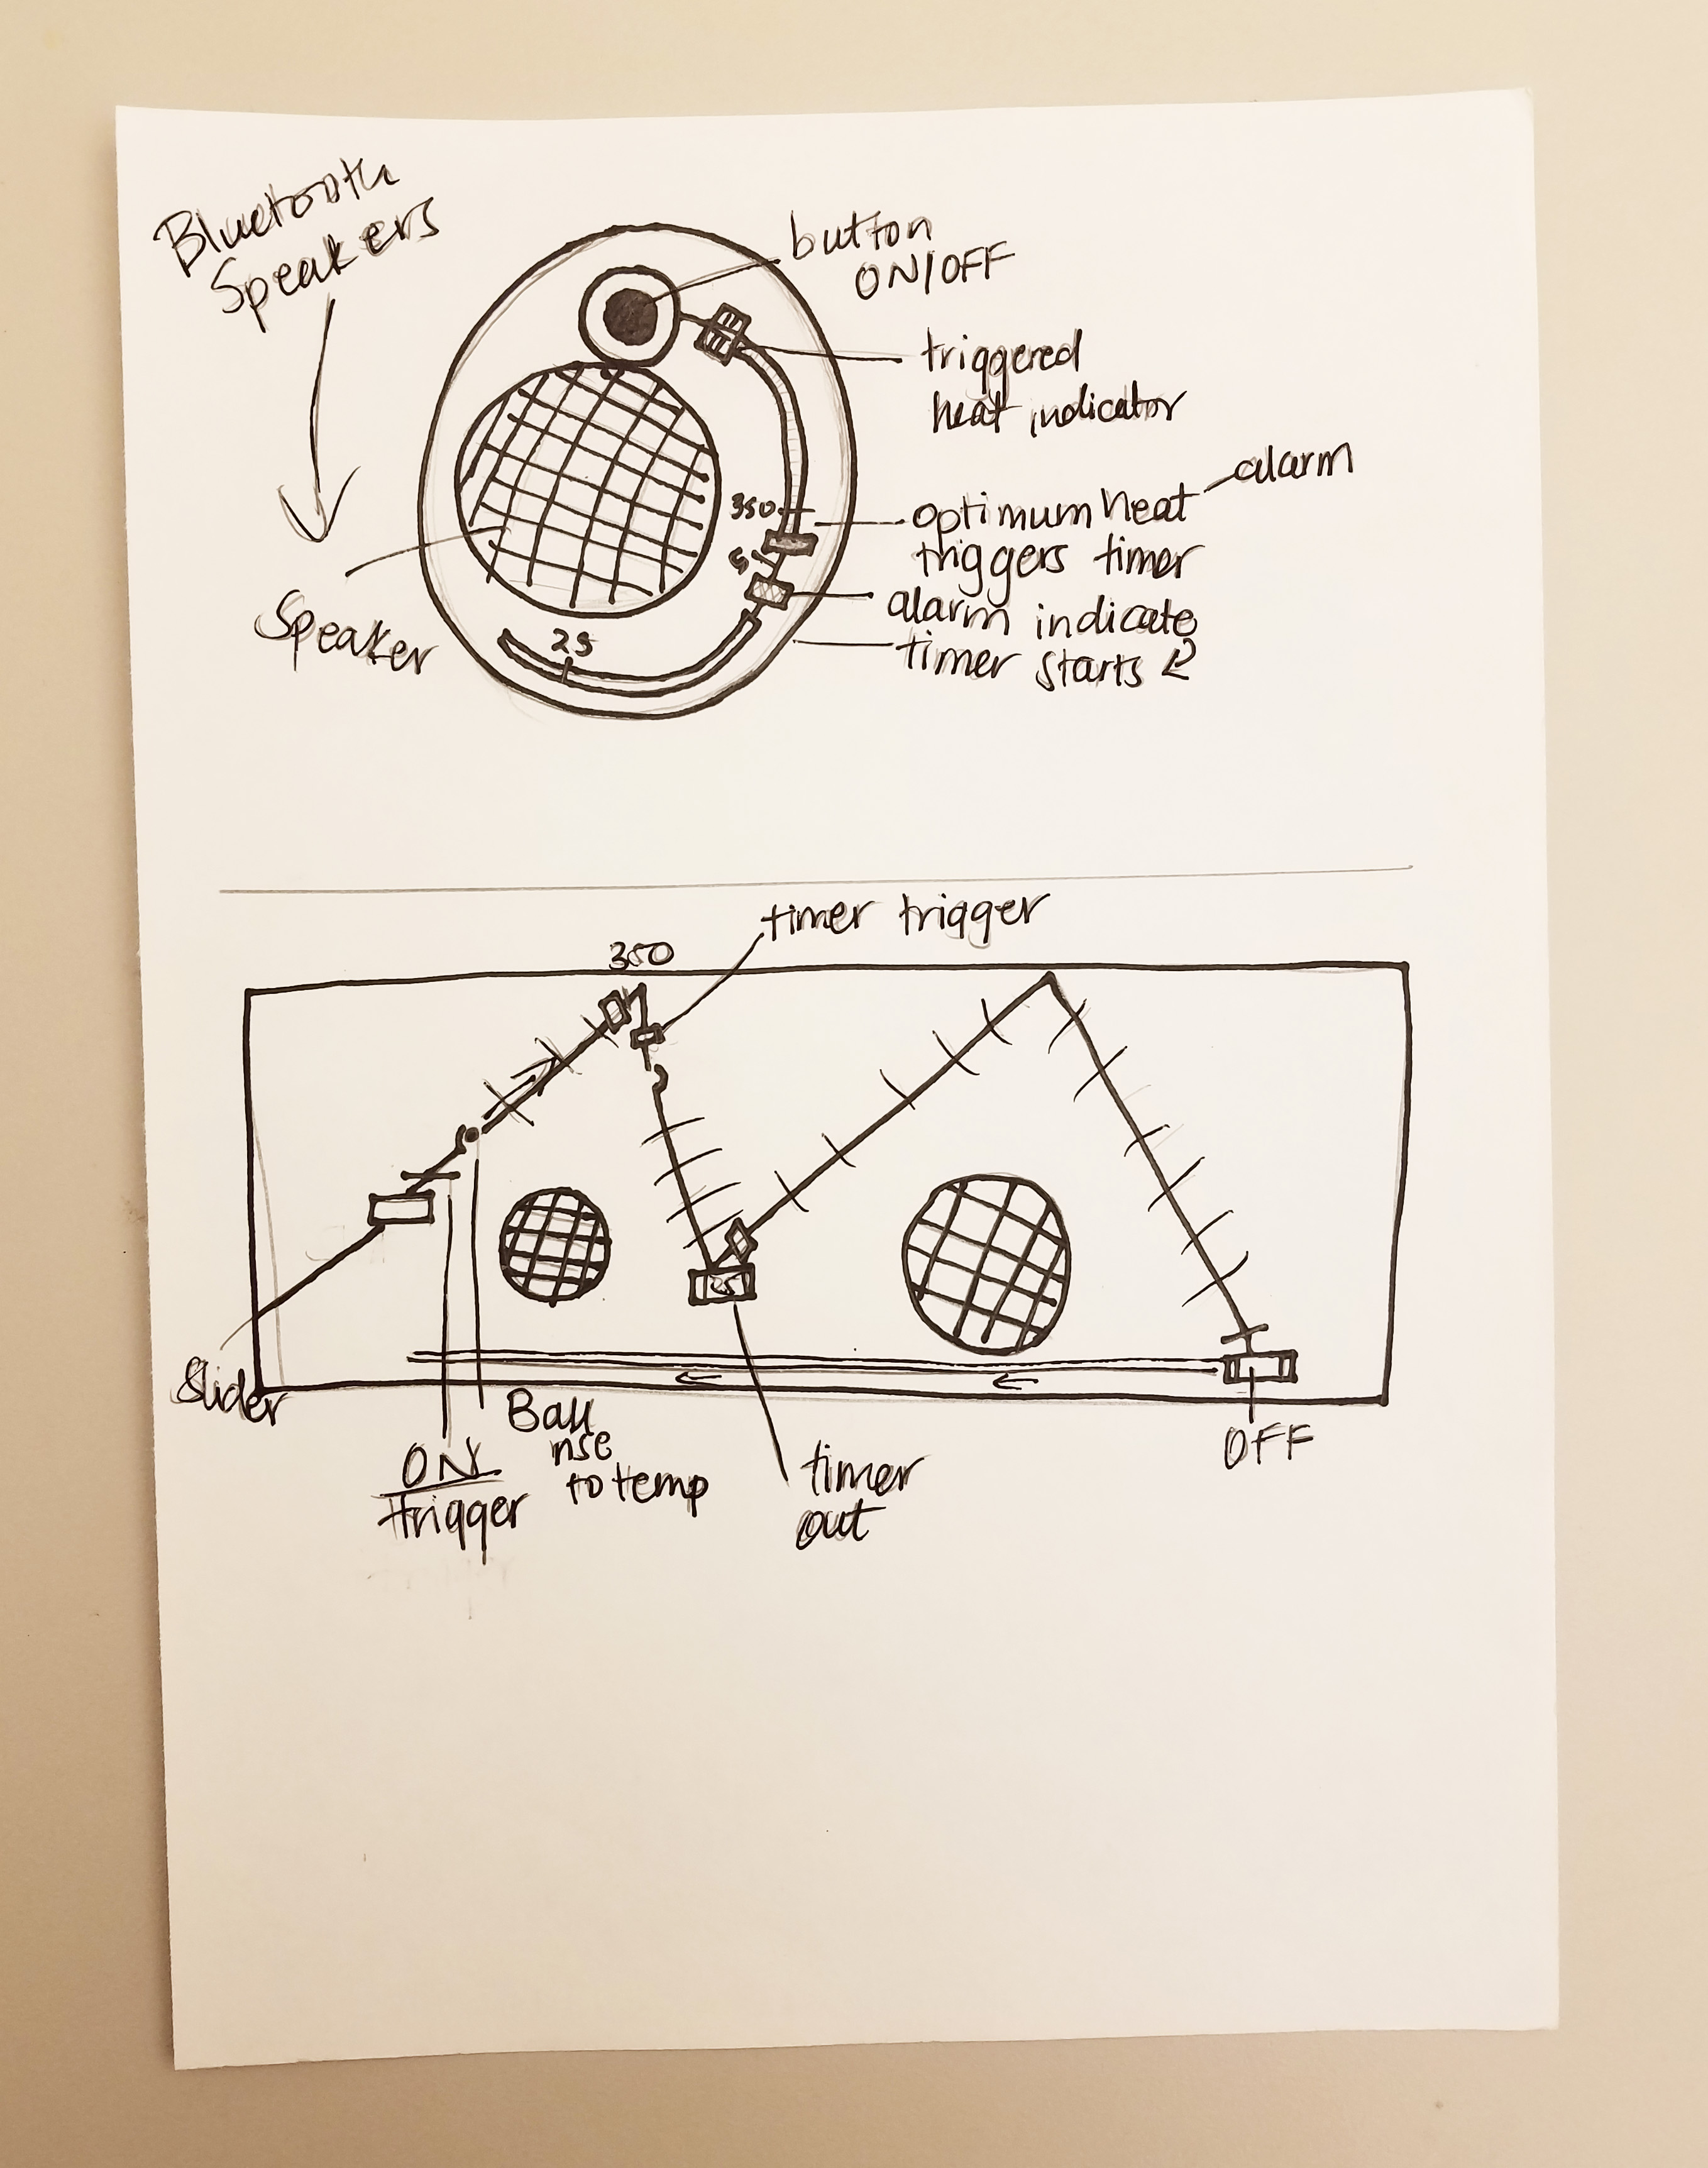 Bluetooth
Speakers
button
ON/OFF
triggered
heat indicator
alarm
350
optimum heat
triggers timer
5
alarm indicate
timer starts
Speaker
25
timer trigger
350
25
Slider
Ball
rise
to temp
ON
trigger
timer
out
OFF